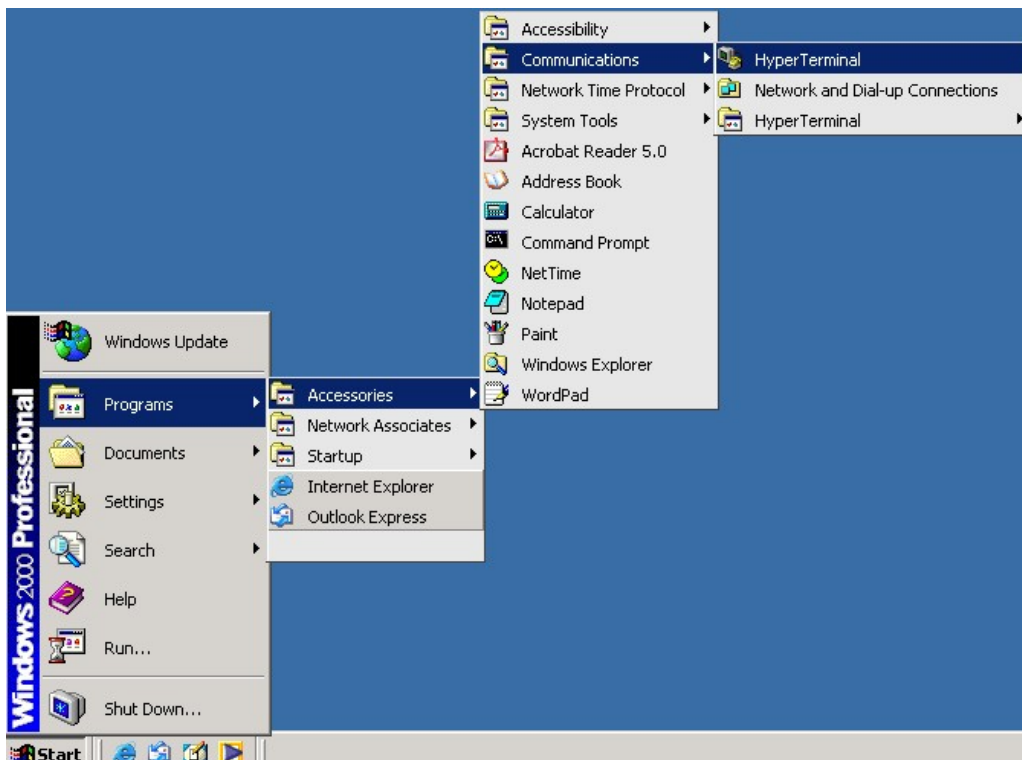 Accessibility
Communications
Network Time Protocol
System Tools
Acrobat Reader 5.0
Address Book
Calculator
C:\
Command Prompt
NetTime
Notepad
Paint
Windows Explorer
WordPad
HyperTerminal
Network and Dial-up Connections
HyperTerminal
Windows Update
Programs
Documents
Settings
Search
Help
Run...
Shut Down...
Accessories
Network Associates
Startup
Internet Explorer
Outlook Express
Windows 2000 Professional
Start